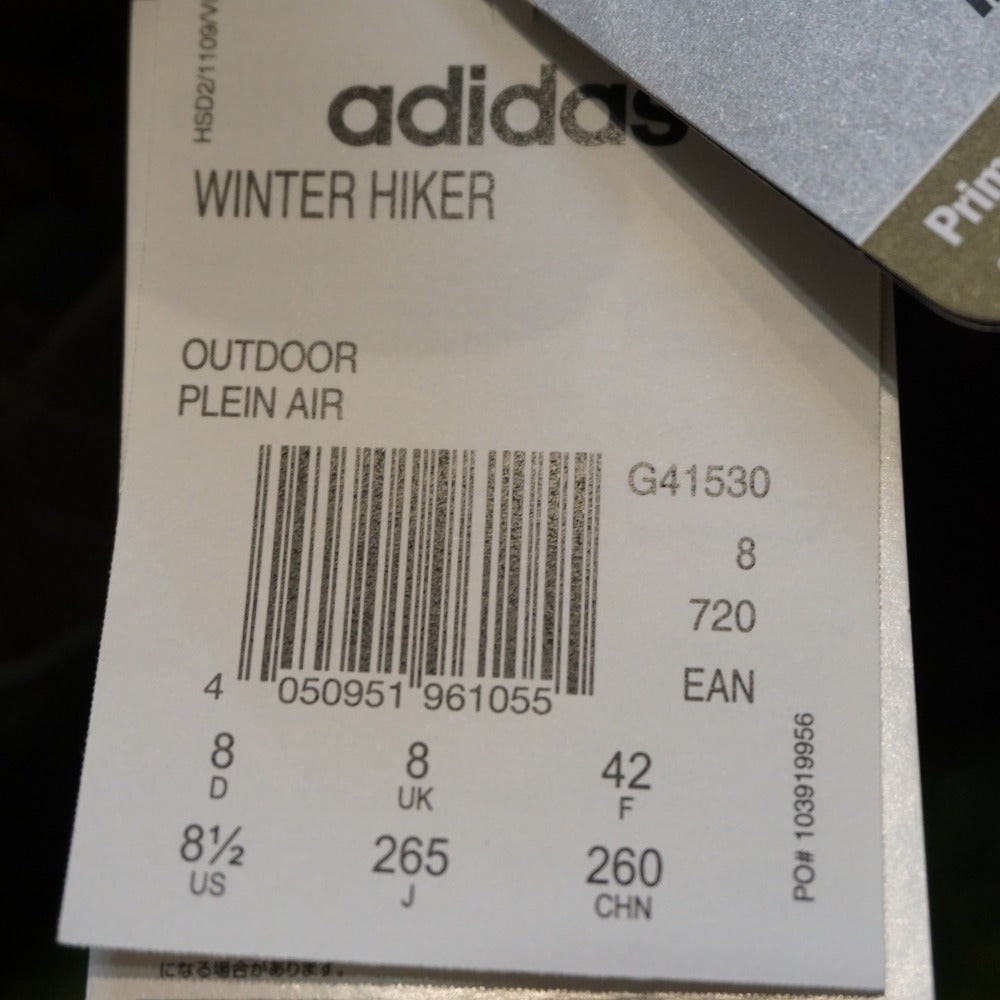 HSD2/1109/V
adidas
WINTER HIKER
OUTDOOR
PLEIN AIR
G41530
8
720
EAN
4 050951 961055
8
D
8
UK
42
F
8½
US
265
J
260
CHN
PO# 103919956
になる場合があります。